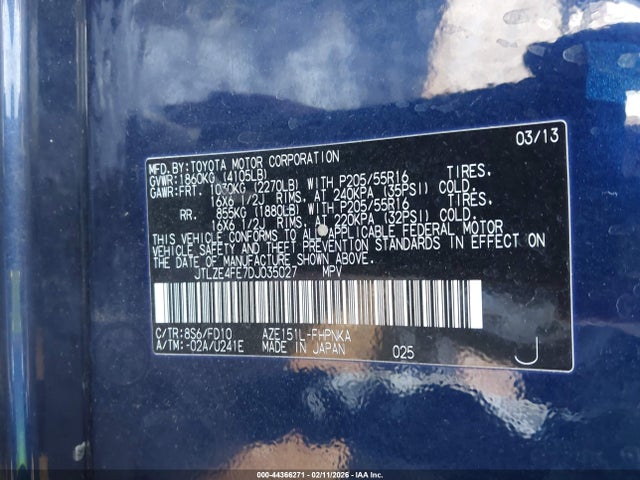 03/13
MFD.BY:TOYOTA MOTOR CORPORATION
GVWR:1860KG (4105LB)
GAWR:FRT. 1030KG (2270LB) WITH P205/55R16 TIRES.
16X6 1/2J RIMS, AT 240KPA (35PSI) COLD.
RR. 855KG (1880LB) WITH P205/55R16 TIRES.
16X6 1/2J RIMS, AT 220KPA (32PSI) COLD.
THIS VEHICLE CONFORMS TO ALL APPLICABLE FEDERAL MOTOR
VEHICLE SAFETY AND THEFT PREVENTION STANDARDS IN EFFECT ON
THE DATE OF MANUFACTURE SHOWN ABOVE.
JTLZE4FE7DJ035027 MPV
C/TR:8S6/FD10 AZE151L-FHPNKA
A/TM:-02A/U241E MADE IN JAPAN 025 J
000-44366271 - 02/11/2026 - IAA Inc.